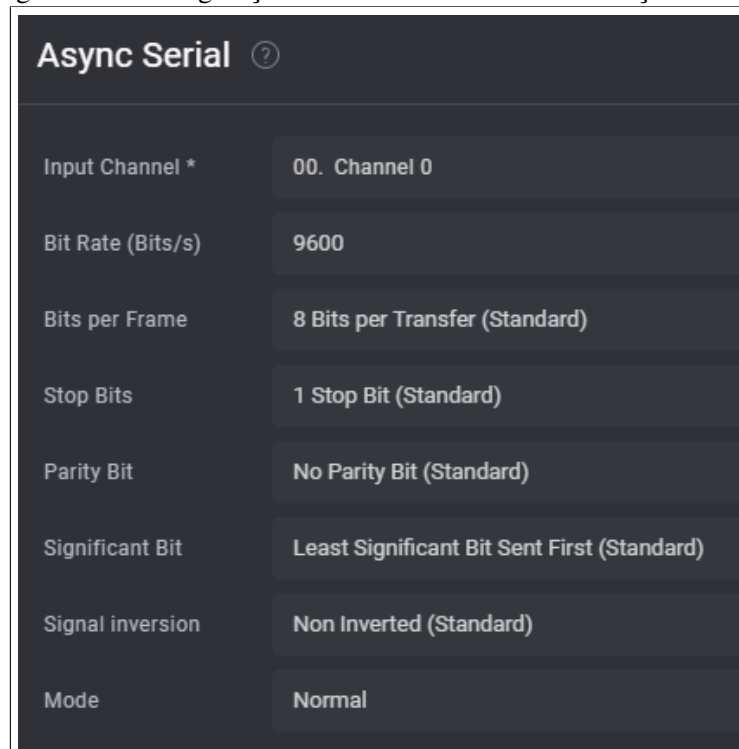 Async Serial ?
Input Channel * 00. Channel 0
Bit Rate (Bits/s) 9600
Bits per Frame 8 Bits per Transfer (Standard)
Stop Bits 1 Stop Bit (Standard)
Parity Bit No Parity Bit (Standard)
Significant Bit Least Significant Bit Sent First (Standard)
Signal inversion Non Inverted (Standard)
Mode Normal